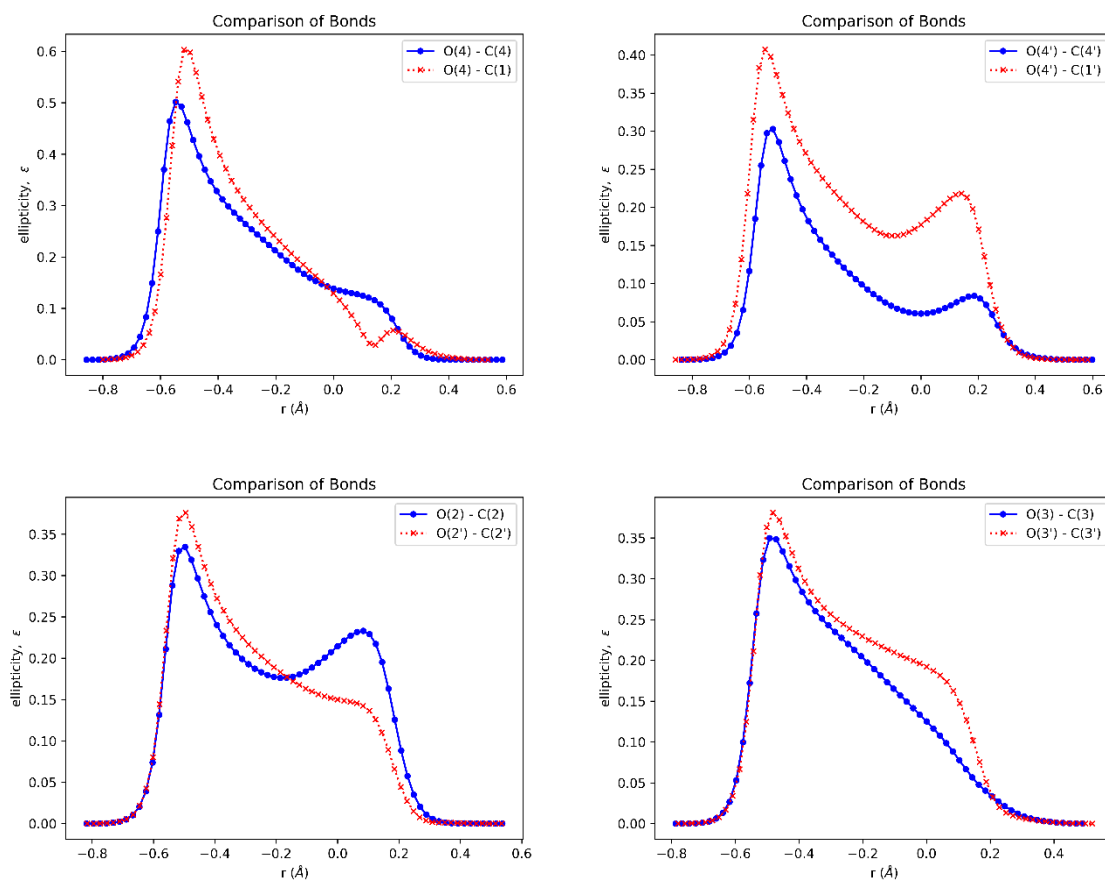 Comparison of Bonds
O(4) - C(4)
O(4) - C(1)
ellipticity, ε
0.6
0.5
0.4
0.3
0.2
0.1
0.0
−0.8 −0.6 −0.4 −0.2 0.0 0.2 0.4 0.6
r (Å)
Comparison of Bonds
O(4') - C(4')
O(4') - C(1')
ellipticity, ε
0.40
0.35
0.30
0.25
0.20
0.15
0.10
0.05
0.00
−0.8 −0.6 −0.4 −0.2 0.0 0.2 0.4 0.6
r (Å)
Comparison of Bonds
O(2) - C(2)
O(2') - C(2')
ellipticity, ε
0.35
0.30
0.25
0.20
0.15
0.10
0.05
0.00
−0.8 −0.6 −0.4 −0.2 0.0 0.2 0.4 0.6
r (Å)
Comparison of Bonds
O(3) - C(3)
O(3') - C(3')
ellipticity, ε
0.35
0.30
0.25
0.20
0.15
0.10
0.05
0.00
−0.8 −0.6 −0.4 −0.2 0.0 0.2 0.4
r (Å)